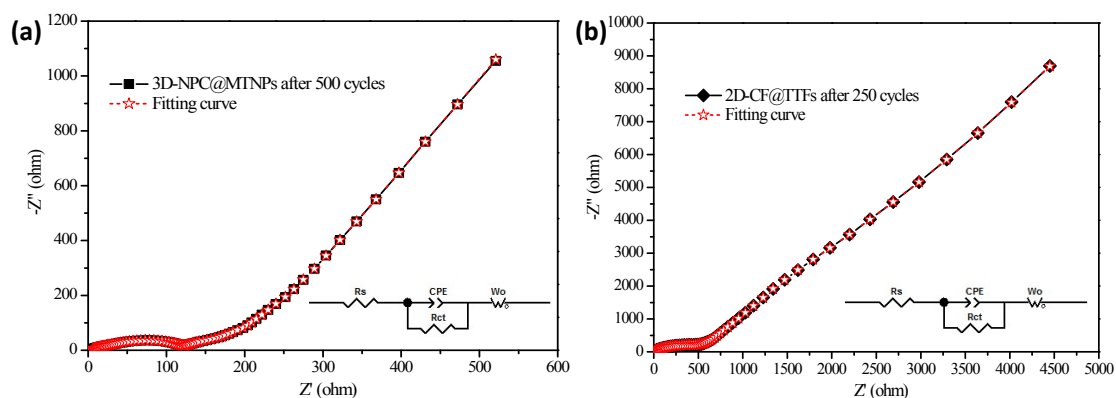 (a)
1200
1000
800
600
400
200
0
-Z" (ohm)
3D-NPC@MTNPs after 500 cycles
Fitting curve
Rs
CPE
Wo
Rct
0 100 200 300 400 500 600
Z' (ohm)
(b)
10000
9000
8000
7000
6000
5000
4000
3000
2000
1000
0
-Z" (ohm)
2D-CF@TTFs after 250 cycles
Fitting curve
Rs
CPE
Wo
Rct
0 500 1000 1500 2000 2500 3000 3500 4000 4500 5000
Z' (ohm)